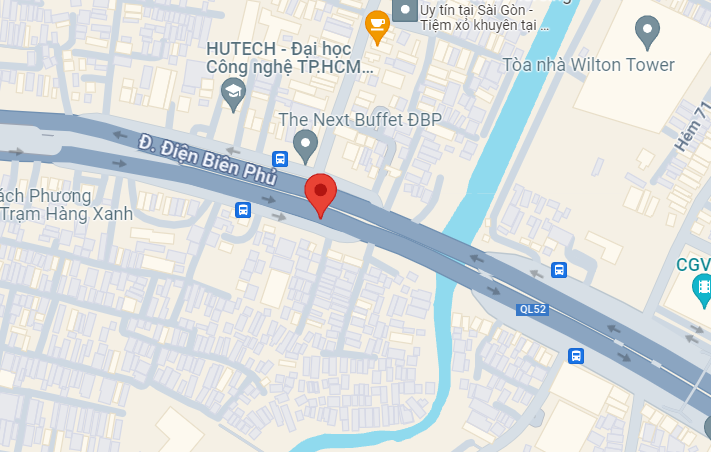 Uy tín tại Sài Gòn -
Tiệm xỏ khuyên tại ...
HUTECH - Đại học
Công nghệ TP.HCM...
Tòa nhà Wilton Tower
The Next Buffet ĐBP
Hẻm 71
Đ. Điện Biên Phủ
ách Phương
Trạm Hàng Xanh
CGV
QL52